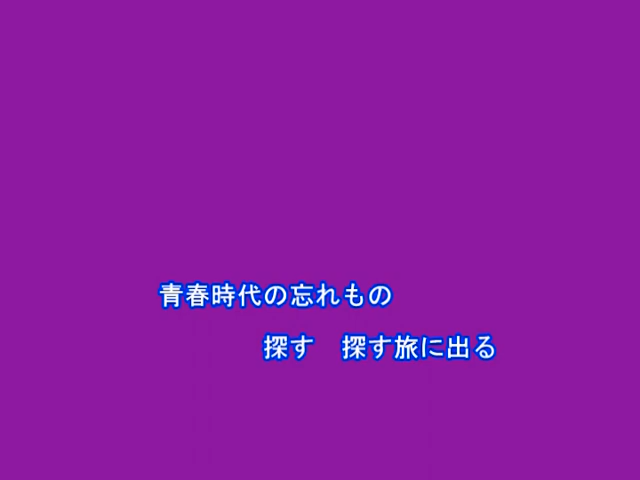 青春時代の忘れもの
探す　探す旅に出る